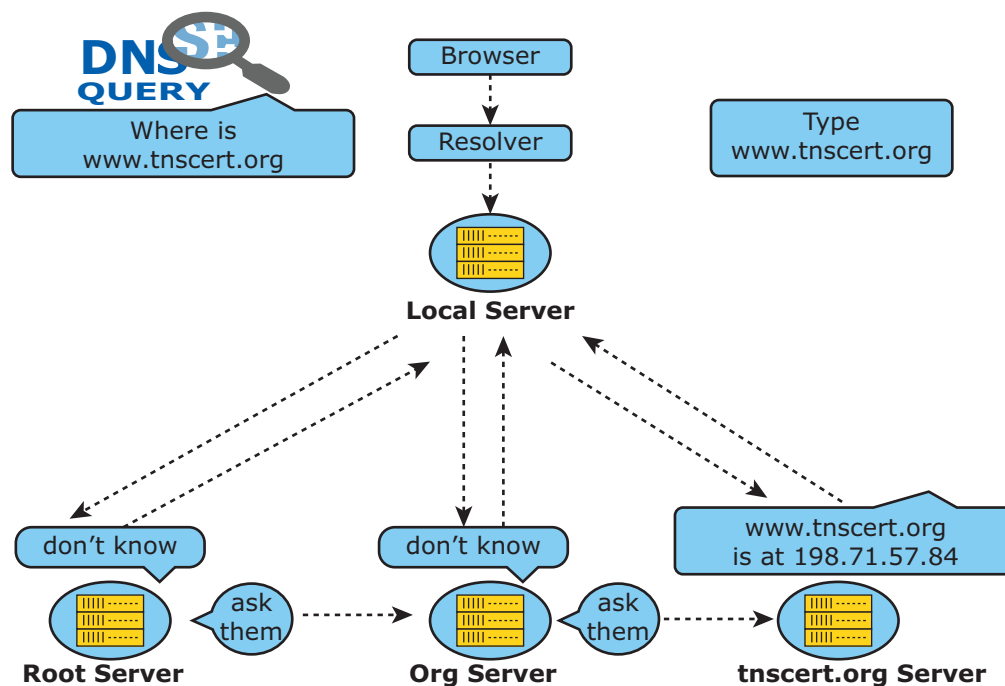 DNS
QUERY
SE
Where is
www.tnscert.org
Browser
Resolver
Type
www.tnscert.org
Local Server
don't know
don't know
www.tnscert.org
is at 198.71.57.84
ask
them
ask
them
Root Server
Org Server
tnscert.org Server